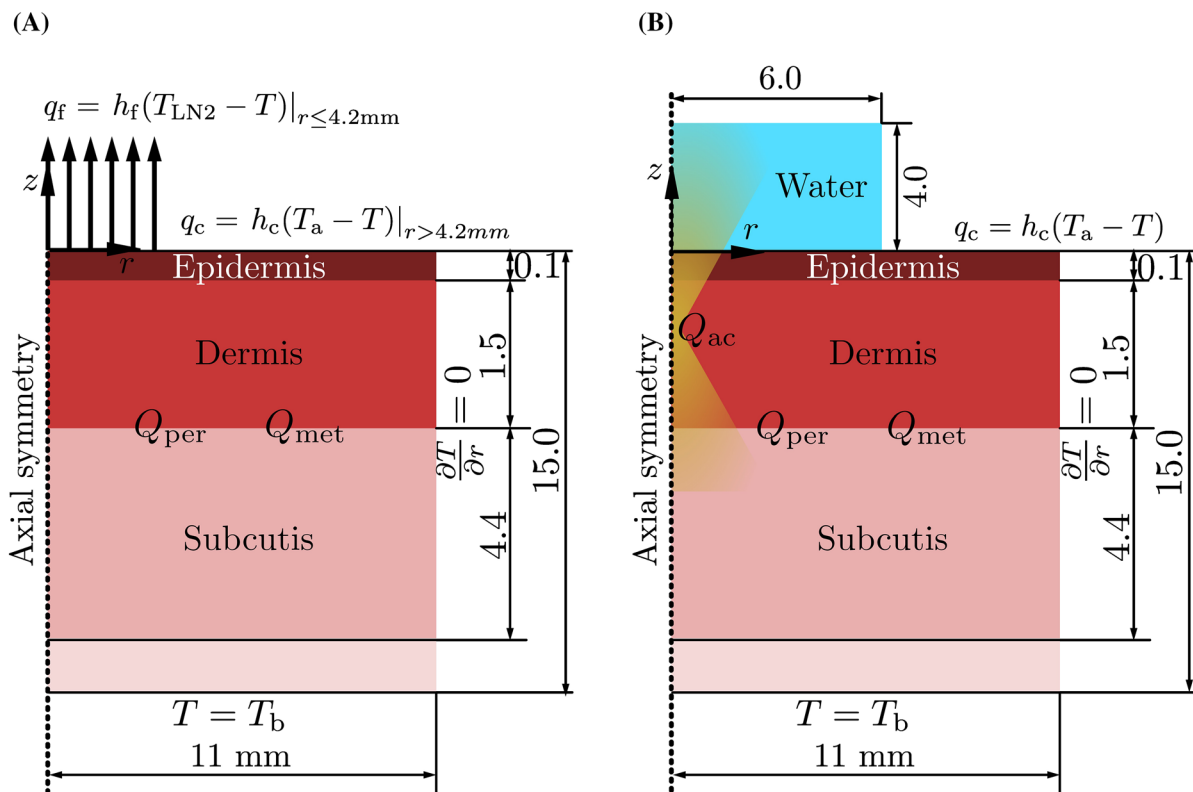 (A)
q_f = h_f(T_LN2 − T)|_{r≤4.2mm}
z
q_c = h_c(T_a − T)|_{r>4.2mm}
r
Epidermis
0.1
Dermis
1.5
Axial symmetry
Q_per
Q_met
∂T/∂r = 0
15.0
Subcutis
4.4
T = T_b
11 mm
(B)
6.0
z
Water
4.0
q_c = h_c(T_a − T)
r
Epidermis
0.1
Q_ac
Dermis
1.5
Axial symmetry
Q_per
Q_met
∂T/∂r = 0
15.0
Subcutis
4.4
T = T_b
11 mm